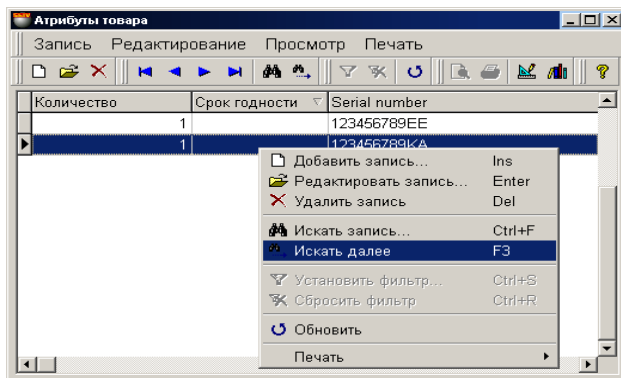 Атрибуты товара
Запись Редактирование Просмотр Печать
Количество Срок годности Serial number
1 123456789EE
1 123456789KA
Добавить запись... Ins
Редактировать запись... Enter
Удалить запись Del
Искать запись... Ctrl+F
Искать далее F3
Установить фильтр... Ctrl+S
Сбросить фильтр Ctrl+R
Обновить
Печать